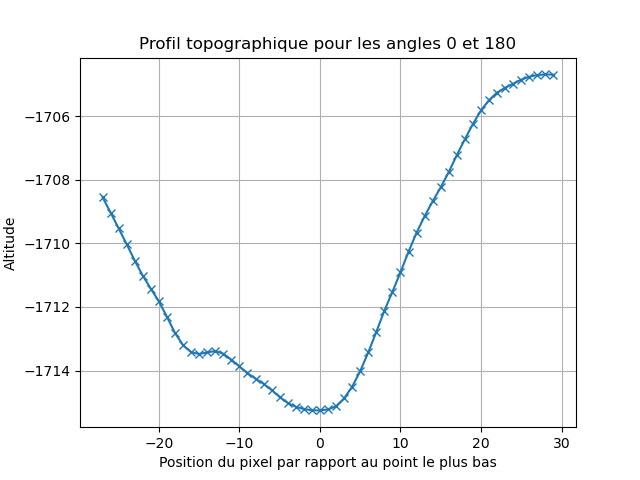 Profil topographique pour les angles 0 et 180
Altitude
−1706
−1708
−1710
−1712
−1714
−20 −10 0 10 20 30
Position du pixel par rapport au point le plus bas